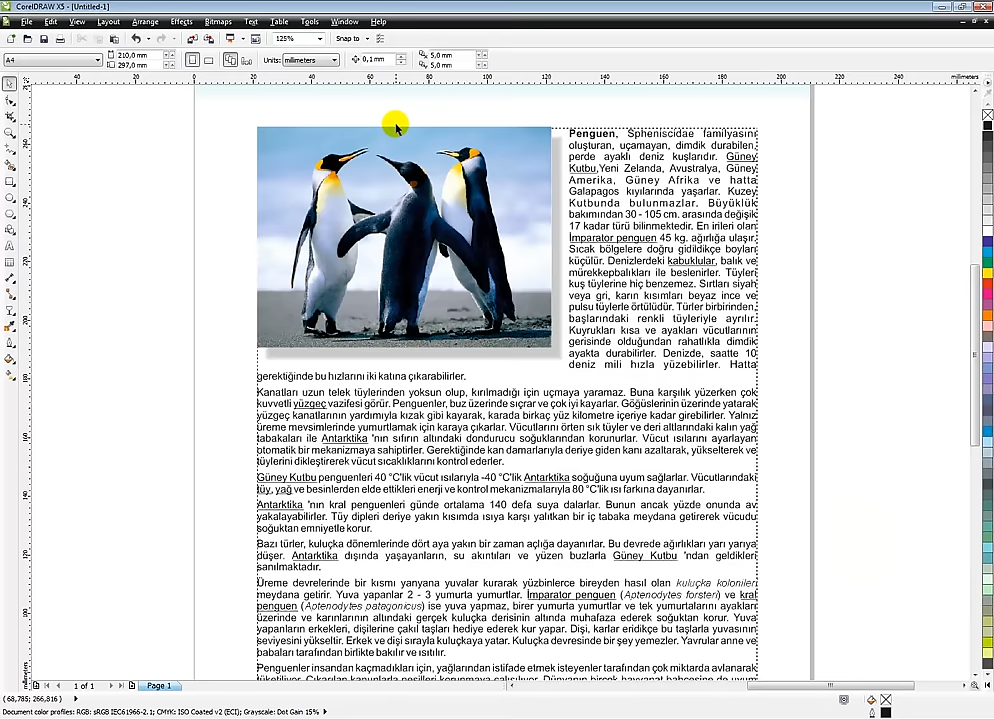 CorelDRAW X5 - [Untitled-1]
File Edit View Layout Arrange Effects Bitmaps Text Table Tools Window Help
125% Snap to
A4 210,0 mm 297,0 mm Units: millimeters 0,1 mm 5,0 mm 5,0 mm
40 20 0 20 40 60 80 100 120 140 160 180 200 220 240 millimeters
Penguen, Spheniscidae familyasını
oluşturan, uçamayan, dimdik durabilen,
perde ayaklı deniz kuşlarıdır. Güney
Kutbu,Yeni Zelanda, Avustralya, Güney
Amerika, Güney Afrika ve hatta
Galapagos kıyılarında yaşarlar. Kuzey
Kutbunda bulunmazlar. Büyüklük
bakımından 30 - 105 cm. arasında değişik
17 kadar türü bilinmektedir. En irileri olan
İmparator penguen 45 kg. ağırlığa ulaşır.
Sıcak bölgelere doğru gidildikçe boyları
küçülür. Denizlerdeki kabuklular, balık ve
mürekkepbalıkları ile beslenirler. Tüyleri
kuş tüylerine hiç benzemez. Sırtları siyah
veya gri, karın kısımları beyaz ince ve
pulsu tüylerle örtülüdür. Türler birbirinden,
başlarındaki renkli tüyleriyle ayrılır.
Kuyrukları kısa ve ayakları vücutlarının
gerisinde olduğundan rahatlıkla dimdik
ayakta durabilirler. Denizde, saatte 10
deniz mili hızla yüzebilirler. Hatta
gerektiğinde bu hızlarını iki katına çıkarabilirler.
Kanatları uzun telek tüylerinden yoksun olup, kırılmadığı için uçmaya yaramaz. Buna karşılık yüzerken çok
kuvvetli yüzgeç vazifesi görür. Penguenler, buz üzerinde sıçrar ve çok iyi kayarlar. Göğüslerinin üzerinde yatarak
yüzgeç kanatlarının yardımıyla kızak gibi kayarak, karada birkaç yüz kilometre içeriye kadar girebilirler. Yalnız
üreme mevsimlerinde yumurtlamak için karaya çıkarlar. Vücutlarını örten sık tüyler ve deri altlarındaki kalın yağ
tabakaları ile Antarktika 'nın sıfırın altındaki dondurucu soğuklarından korunurlar. Vücut ısılarını ayarlayan
otomatik bir mekanizmaya sahiptirler. Gerektiğinde kan damarlarıyla deriye giden kanı azaltarak, yükselterek ve
tüylerini dikleştirerek vücut sıcaklıklarını kontrol ederler.
Güney Kutbu penguenleri 40 °C'lik vücut ısılarıyla -40 °C'lik Antarktika soğuğuna uyum sağlarlar. Vücutlarındaki
tüy, yağ ve besinlerden elde ettikleri enerji ve kontrol mekanizmalarıyla 80 °C'lik ısı farkına dayanırlar.
Antarktika 'nın kral penguenleri günde ortalama 140 defa suya dalarlar. Bunun ancak yüzde onunda av
yakalayabilirler. Tüy dipleri deriye yakın kısımda ısıya karşı yalıtkan bir iç tabaka meydana getirerek vücudu
soğuktan emniyetle korur.
Bazı türler, kuluçka dönemlerinde dört aya yakın bir zaman açlığa dayanırlar. Bu devrede ağırlıkları yarı yarıya
düşer. Antarktika dışında yaşayanların, su akıntıları ve yüzen buzlarla Güney Kutbu 'ndan geldikleri
sanılmaktadır.
Üreme devrelerinde bir kısmı yanyana yuvalar kurarak yüzbinlerce bireyden hasıl olan kuluçka kolonileri
meydana getirir. Yuva yapanlar 2 - 3 yumurta yumurtlar. İmparator penguen (Aptenodytes forsteri) ve kral
penguen (Aptenodytes patagonicus) ise yuva yapmaz, birer yumurta yumurtlar ve tek yumurtalarını ayakları
üzerinde ve karınlarının altındaki gerçek kuluçka derisinin altında muhafaza ederek soğuktan korur. Yuva
yapanların erkekleri, dişilerine çakıl taşları hediye ederek kur yapar. Dişi, karlar eridikçe bu taşlarla yuvasının
seviyesini yükseltir. Erkek ve dişi sırayla kuluçkaya yatar. Kuluçka devresinde bir şey yemezler. Yavrular anne ve
babaları tarafından birlikte bakılır ve ısıtılır.
Penguenler insandan kaçmadıkları için, yağlarından istifade etmek isteyenler tarafından çok miktarda avlanarak
1 of 1 Page 1
( 68,785; 266,816 )
Document color profiles: RGB: sRGB IEC61966-2.1; CMYK: ISO Coated v2 (ECI); Grayscale: Dot Gain 15%